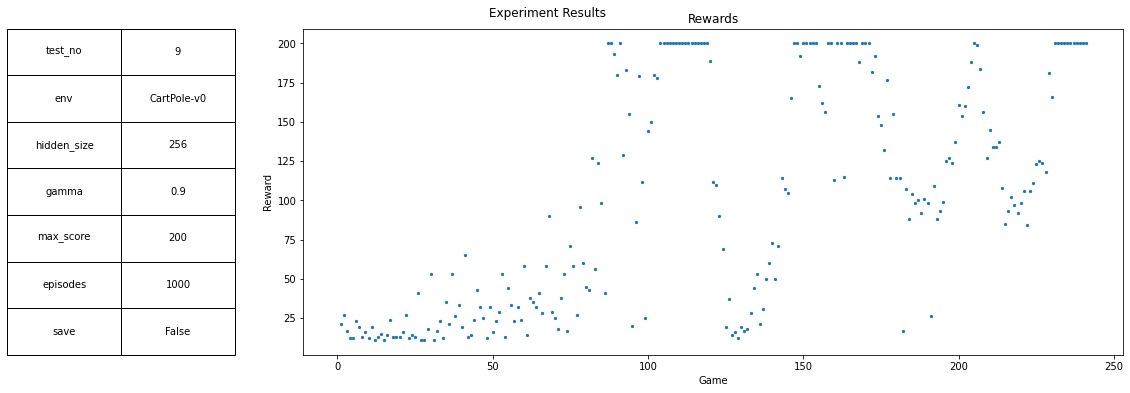 Experiment Results
test_no 9
env CartPole-v0
hidden_size 256
gamma 0.9
max_score 200
episodes 1000
save False
Rewards
Reward
200
175
150
125
100
75
50
25
0 50 100 150 200 250
Game